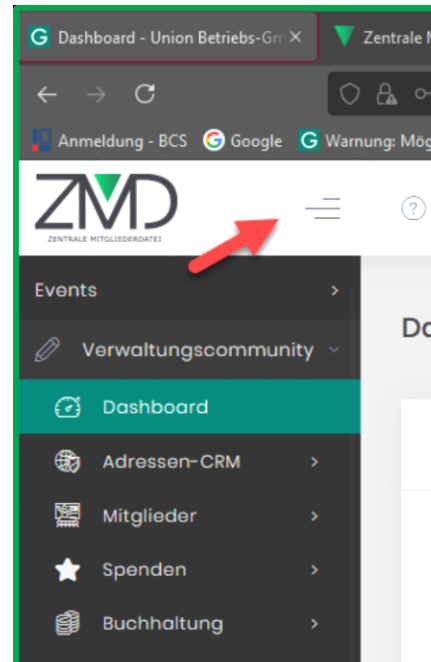 G Dashboard - Union Betriebs-Gm
Zentrale M
Anmeldung - BCS
G Google
G Warnung: Mög
ZMD
ZENTRALE MITGLIEDERDATEI
?
Events
Verwaltungscommunity
Do
Dashboard
Adressen-CRM
Mitglieder
Spenden
Buchhaltung